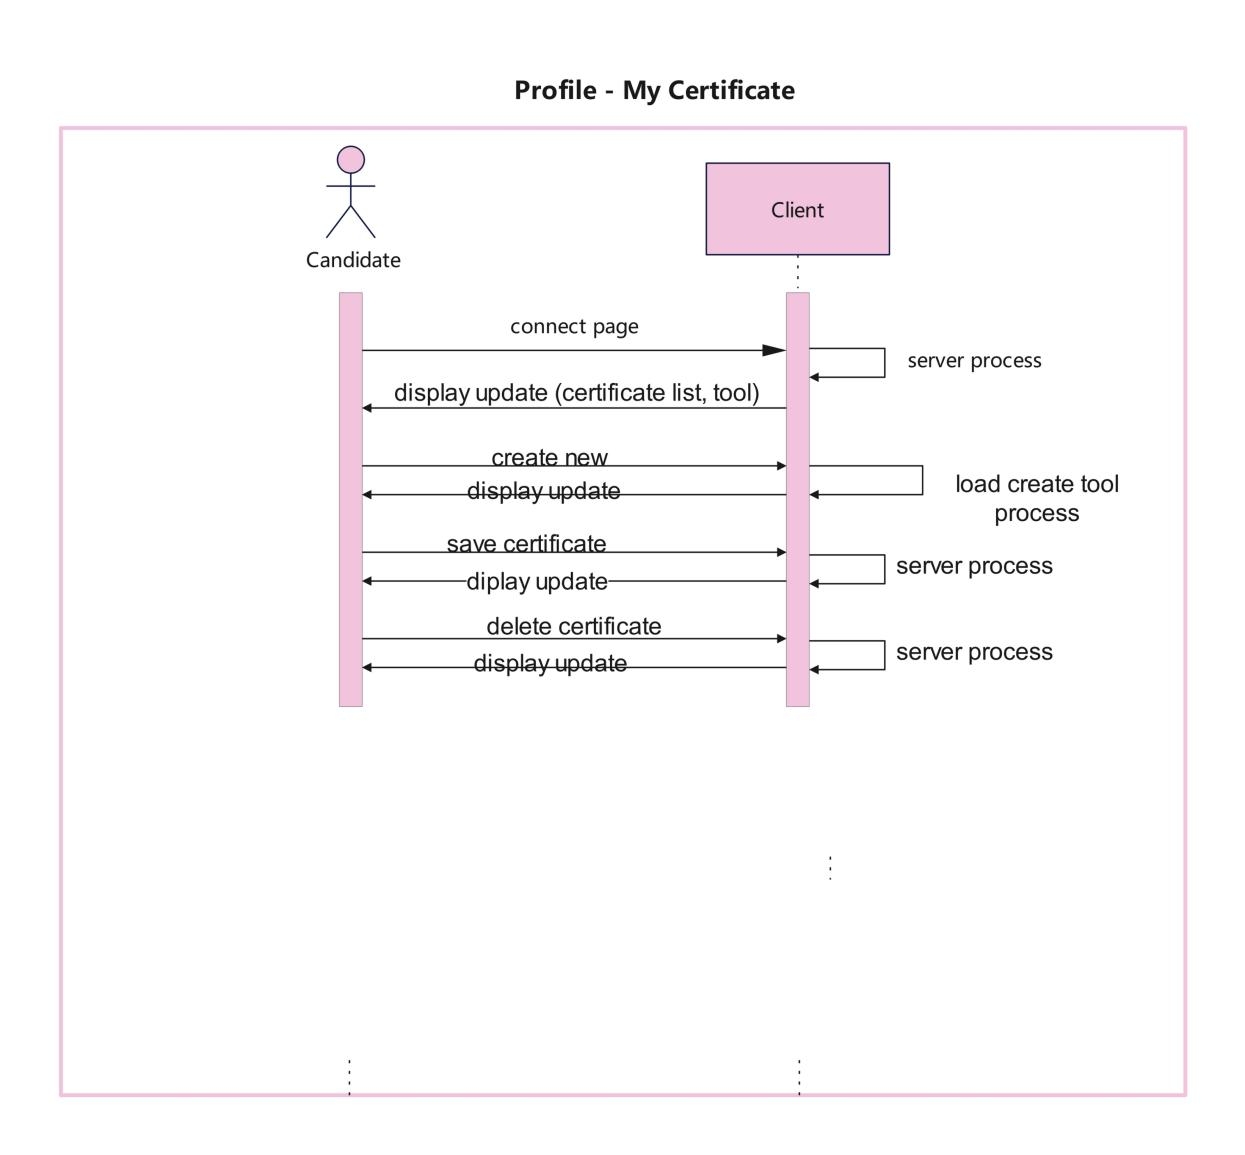 Profile - My Certificate
Candidate
Client
connect page
server process
display update (certificate list, tool)
create new
display update
load create tool
process
save certificate
diplay update
server process
delete certificate
display update
server process